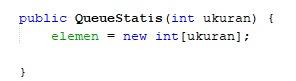 public QueueStatis(int ukuran) {
elemen = new int[ukuran];
}